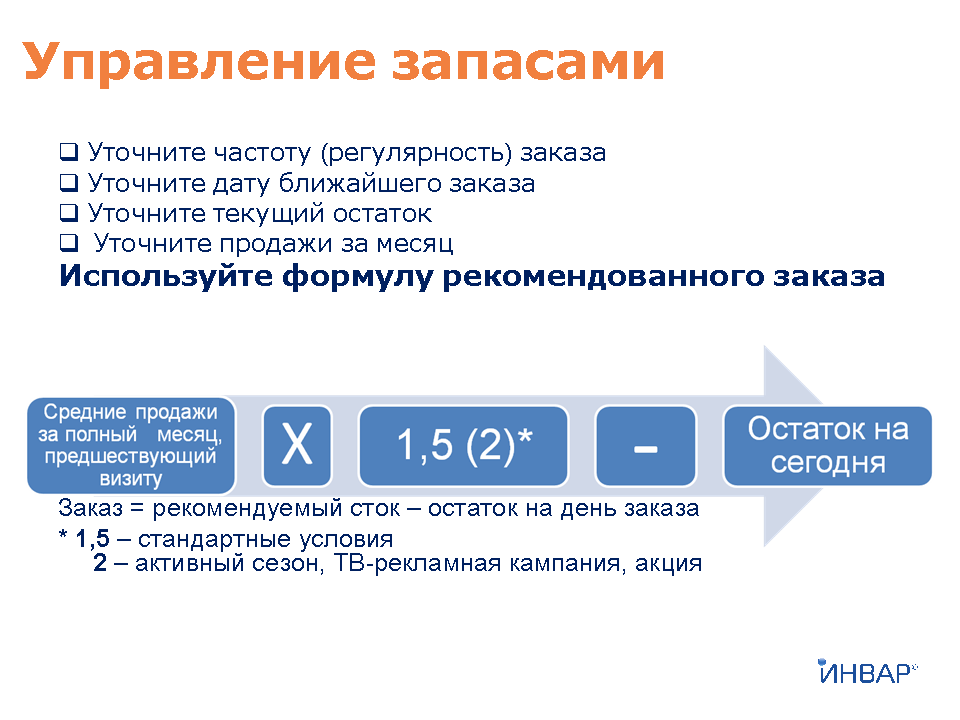 Управление запасами
❑ Уточните частоту (регулярность) заказа
❑ Уточните дату ближайшего заказа
❑ Уточните текущий остаток
❑ Уточните продажи за месяц
Используйте формулу рекомендованного заказа
Средние продажи
за полный месяц,
предшествующий
визиту
X
1,5 (2)*
–
Остаток на
сегодня
Заказ = рекомендуемый сток – остаток на день заказа
* 1,5 – стандартные условия
2 – активный сезон, ТВ-рекламная кампания, акция
ИНВАР®